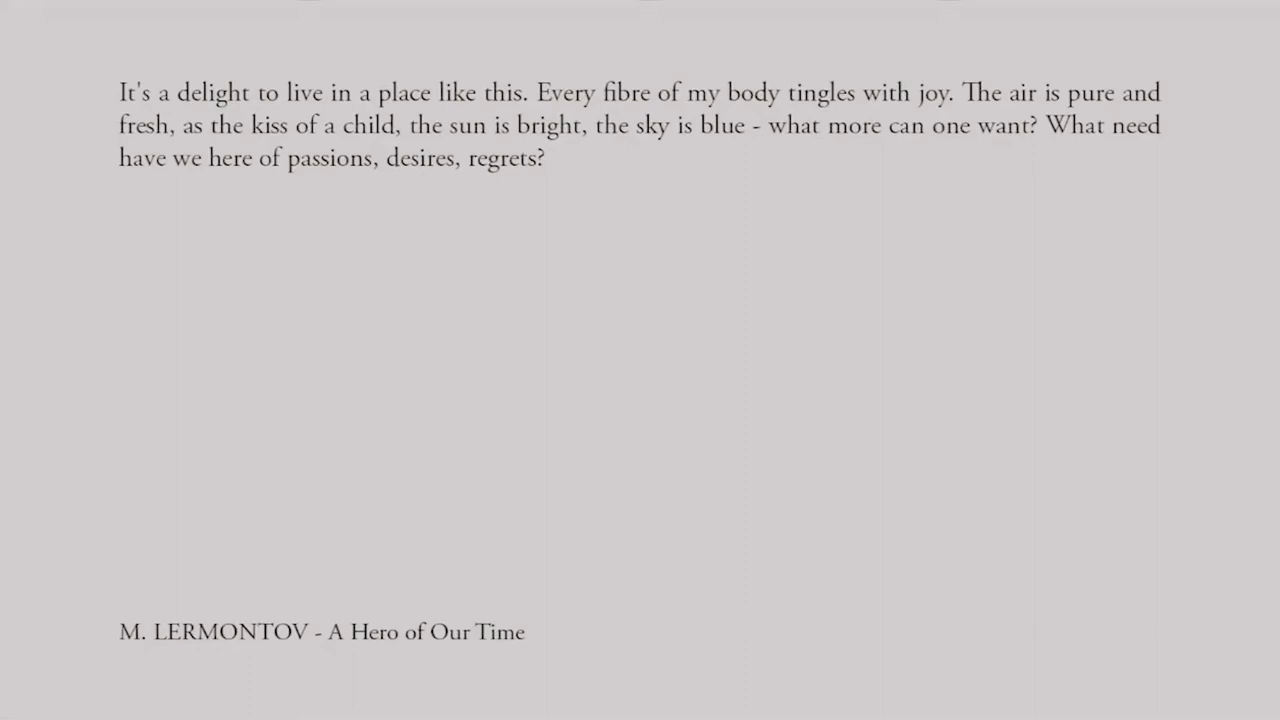 It's a delight to live in a place like this. Every fibre of my body tingles with joy. The air is pure and
fresh, as the kiss of a child, the sun is bright, the sky is blue - what more can one want? What need
have we here of passions, desires, regrets?
M. LERMONTOV - A Hero of Our Time